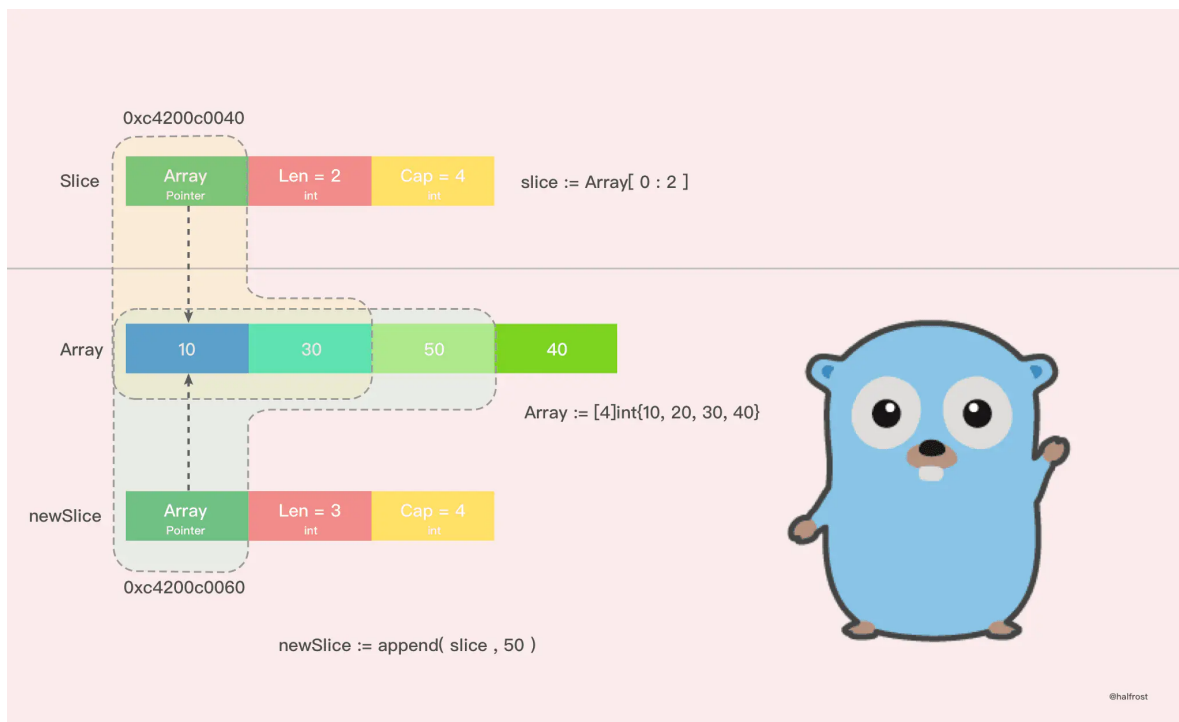 0xc4200c0040
Slice
Array
Pointer
Len = 2
int
Cap = 4
int
slice := Array[ 0 : 2 ]
Array
10
30
50
40
Array := [4]int{10, 20, 30, 40}
newSlice
Array
Pointer
Len = 3
int
Cap = 4
int
0xc4200c0060
newSlice := append( slice , 50 )
@halfrost